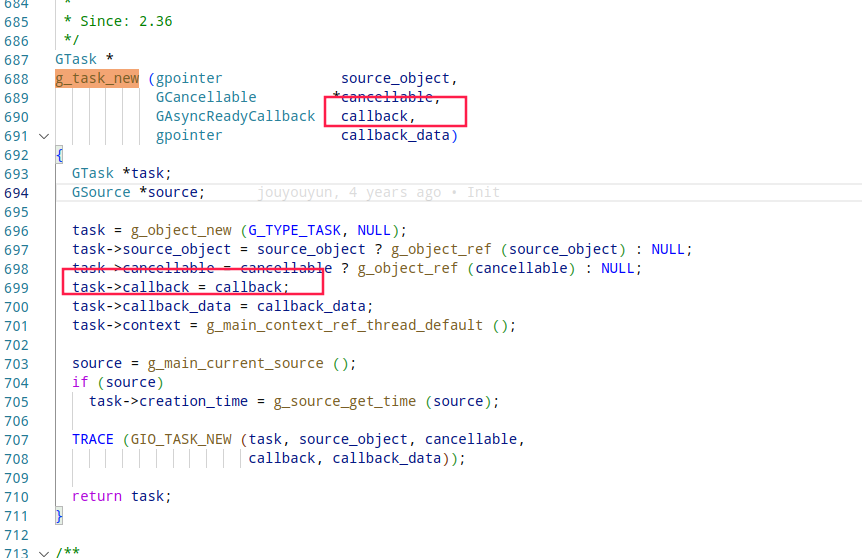 684 *
685 * Since: 2.36
686 */
687 GTask *
688 g_task_new (gpointer source_object,
689 GCancellable *cancellable,
690 GAsyncReadyCallback callback,
691 gpointer callback_data)
692 {
693 GTask *task;
694 GSource *source; jouyouyun, 4 years ago • Init
695
696 task = g_object_new (G_TYPE_TASK, NULL);
697 task->source_object = source_object ? g_object_ref (source_object) : NULL;
698 task->cancellable = cancellable ? g_object_ref (cancellable) : NULL;
699 task->callback = callback;
700 task->callback_data = callback_data;
701 task->context = g_main_context_ref_thread_default ();
702
703 source = g_main_current_source ();
704 if (source)
705 task->creation_time = g_source_get_time (source);
706
707 TRACE (GIO_TASK_NEW (task, source_object, cancellable,
708 callback, callback_data));
709
710 return task;
711 }
712
713 /**